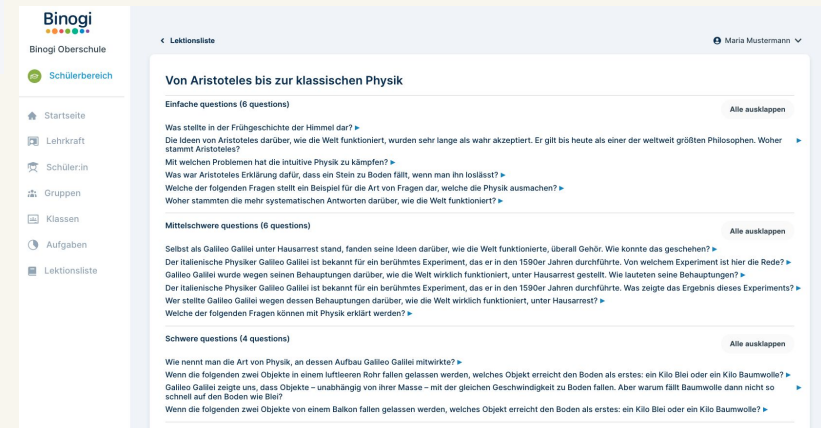 Binogi
Binogi Oberschule
Schülerbereich
Startseite
Lehrkraft
Schüler:in
Gruppen
Klassen
Aufgaben
Lektionsliste
Lektionsliste
Maria Mustermann
Von Aristoteles bis zur klassischen Physik
Einfache questions (6 questions)
Alle ausklappen
Was stellte in der Frühgeschichte der Himmel dar?
Die Ideen von Aristoteles darüber, wie die Welt funktioniert, wurden sehr lange als wahr akzeptiert. Er gilt bis heute als einer der weltweit größten Philosophen. Woher
stammt Aristoteles?
Mit welchen Problemen hat die intuitive Physik zu kämpfen?
Was war Aristoteles Erklärung dafür, dass ein Stein zu Boden fällt, wenn man ihn loslässt?
Welche der folgenden Fragen stellt ein Beispiel für die Art von Fragen dar, welche die Physik ausmachen?
Woher stammten die mehr systematischen Antworten darüber, wie die Welt funktioniert?
Mittelschwere questions (6 questions)
Alle ausklappen
Selbst als Galileo Galilei unter Hausarrest stand, fanden seine Ideen darüber, wie die Welt funktionierte, überall Gehör. Wie konnte das geschehen?
Der italienische Physiker Galileo Galilei ist bekannt für ein berühmtes Experiment, das er in den 1590er Jahren durchführte. Von welchem Experiment ist hier die Rede?
Galileo Galilei wurde wegen seinen Behauptungen darüber, wie die Welt wirklich funktioniert, unter Hausarrest gestellt. Wie lauteten seine Behauptungen?
Der italienische Physiker Galileo Galilei ist bekannt für ein berühmtes Experiment, das er in den 1590er Jahren durchführte. Was zeigte das Ergebnis dieses Experiments?
Wer stellte Galileo Galilei wegen dessen Behauptungen darüber, wie die Welt wirklich funktioniert, unter Hausarrest?
Welche der folgenden Fragen können mit Physik erklärt werden?
Schwere questions (4 questions)
Alle ausklappen
Wie nennt man die Art von Physik, an dessen Aufbau Galileo Galilei mitwirkte?
Wenn die folgenden zwei Objekte in einem luftleeren Rohr fallen gelassen werden, welches Objekt erreicht den Boden als erstes: ein Kilo Blei oder ein Kilo Baumwolle?
Galileo Galilei zeigte uns, dass Objekte – unabhängig von ihrer Masse – mit der gleichen Geschwindigkeit zu Boden fallen. Aber warum fällt Baumwolle dann nicht so
schnell auf den Boden wie Blei?
Wenn die folgenden zwei Objekte von einem Balkon fallen gelassen werden, welches Objekt erreicht den Boden als erstes: ein Kilo Blei oder ein Kilo Baumwolle?